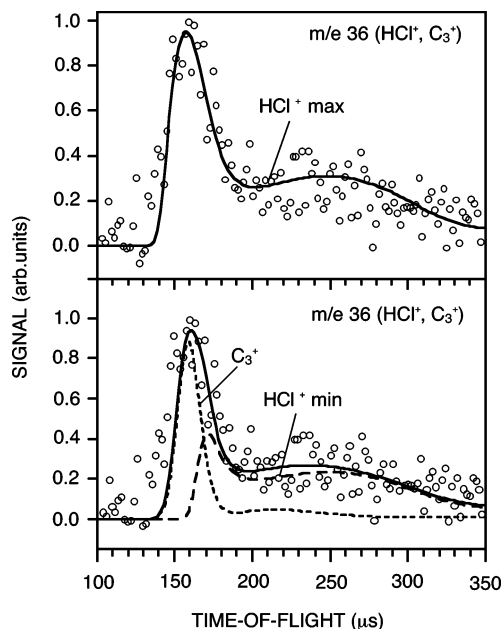 m/e 36 (HCl⁺, C₃⁺)
1.0
0.8
HCl⁺ max
0.6
0.4
0.2
0.0
SIGNAL (arb.units)
m/e 36 (HCl⁺, C₃⁺)
1.0
C₃⁺
0.8
HCl⁺ min
0.6
0.4
0.2
0.0
100 150 200 250 300 350
TIME-OF-FLIGHT (μs)